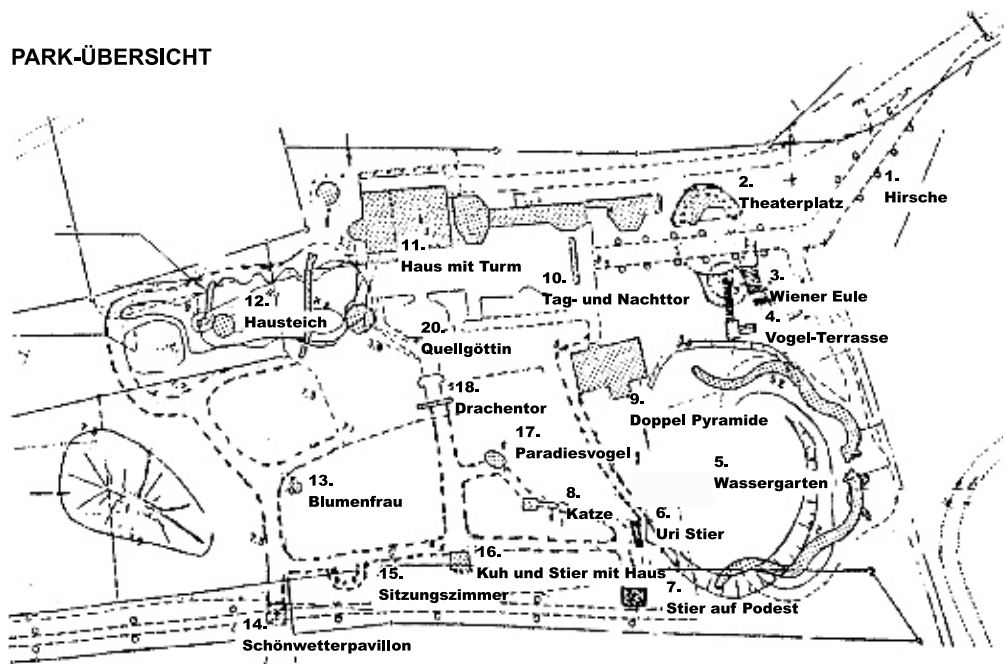 PARK-ÜBERSICHT
1.
Hirsche
2.
Theaterplatz
3.
Wiener Eule
4.
Vogel-Terrasse
5.
Wassergarten
6.
Uri Stier
7.
Stier auf Podest
8.
Katze
9.
Doppel Pyramide
10.
Tag- und Nachttor
11.
Haus mit Turm
12.
Hausteich
13.
Blumenfrau
14.
Schönwetterpavillon
15.
Sitzungszimmer
16.
Kuh und Stier mit Haus
17.
Paradiesvogel
18.
Drachentor
20.
Quellgöttin